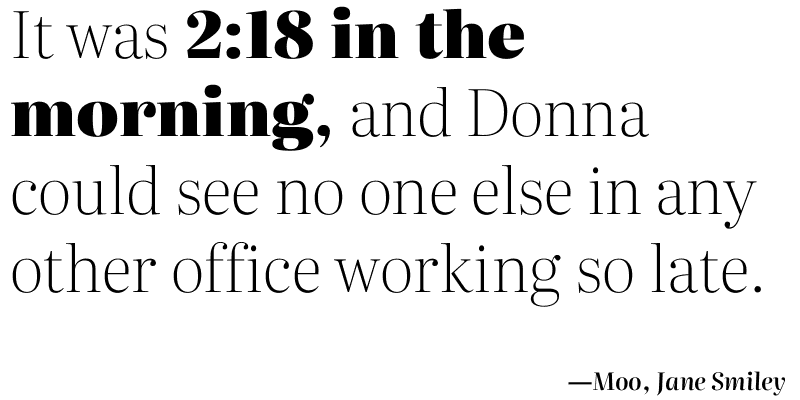 It was 2:18 in the
morning, and Donna
could see no one else in any
other office working so late.
—Moo, Jane Smiley